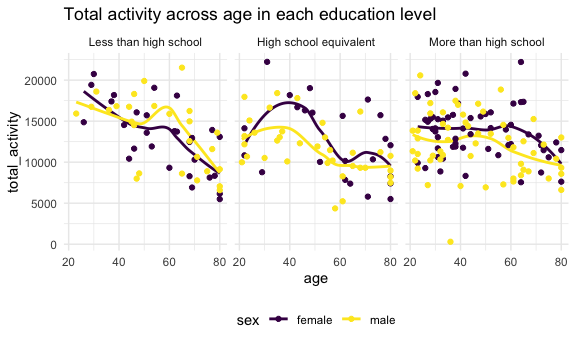 Total activity across age in each education level
Less than high school High school equivalent More than high school
total_activity
20000
15000
10000
5000
0
20 40 60 80 20 40 60 80 20 40 60 80
age
sex female male